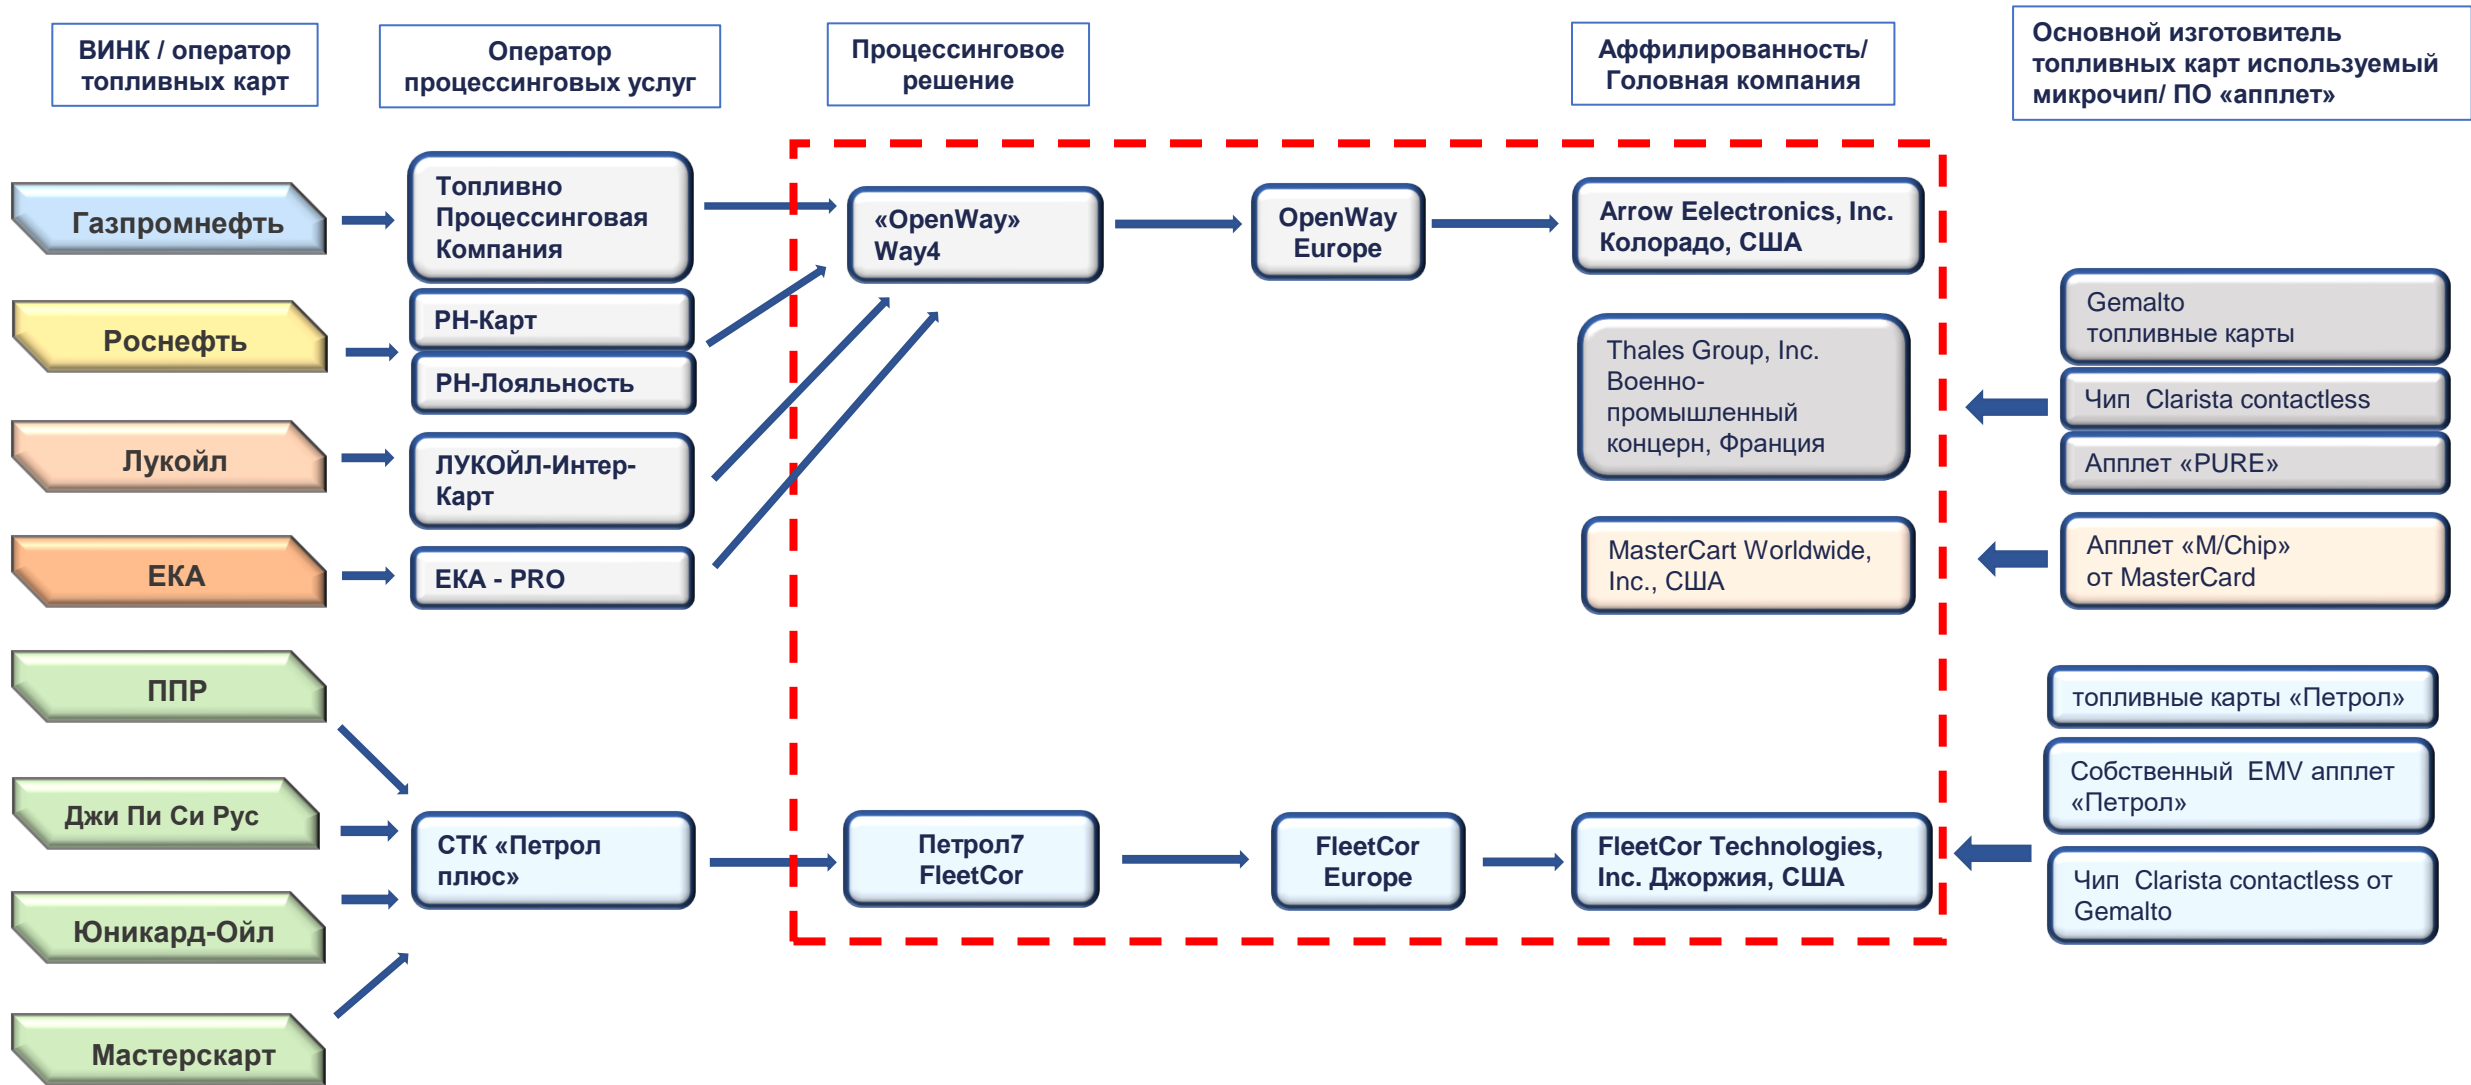 ВИНК / оператор
топливных карт
Оператор
процессинговых услуг
Процессинговое
решение
Аффилированность/
Головная компания
Основной изготовитель
топливных карт используемый
микрочип/ ПО «апплет»
Газпромнефть
Топливно
Процессинговая
Компания
«OpenWay»
Way4
OpenWay
Europe
Arrow Eelectronics, Inc.
Колорадо, США
Роснефть
РН-Карт
РН-Лояльность
Thales Group, Inc.
Военно-
промышленный
концерн, Франция
Gemalto
топливные карты
Чип  Clarista contactless
Апплет «PURE»
Лукойл
ЛУКОЙЛ-Интер-
Карт
ЕКА
ЕКА - PRO
MasterCart Worldwide,
Inc., США
Апплет «M/Chip»
от MasterCard
ППР
Джи Пи Си Рус
Юникард-Ойл
Мастерскарт
СТК «Петрол
плюс»
Петрол7
FleetCor
FleetCor
Europe
FleetCor Technologies,
Inc. Джоржия, США
топливные карты «Петрол»
Собственный  EMV апплет
«Петрол»
Чип  Clarista contactless от
Gemalto